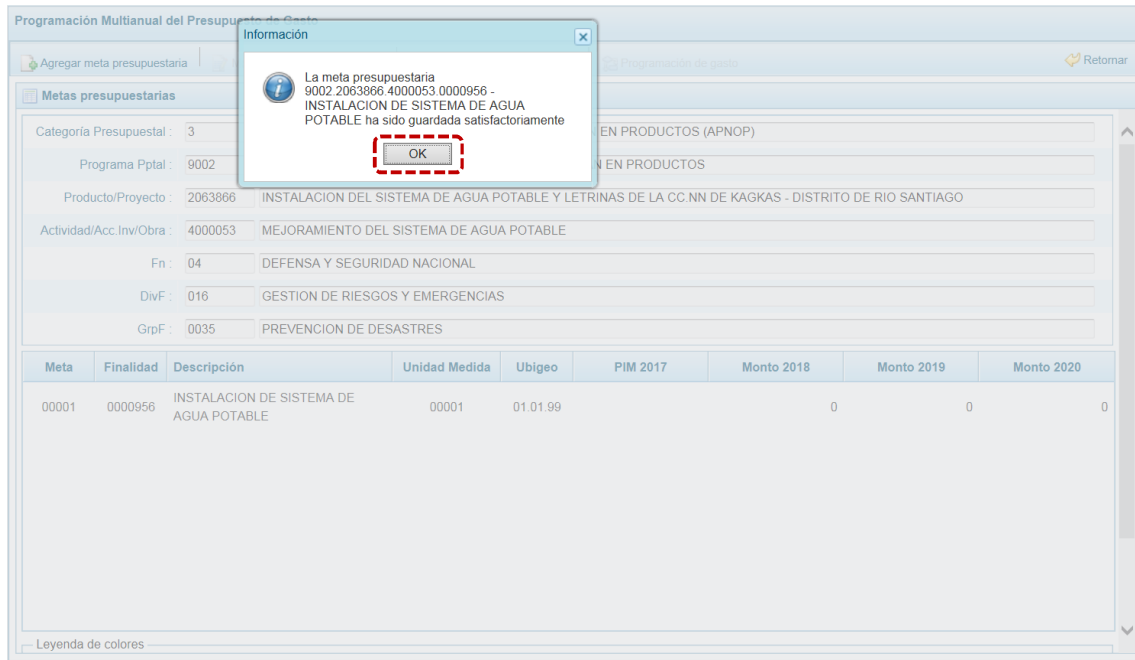 Programación Multianual del Presupuesto de Gasto
Información
Agregar meta presupuestaria
Programación de gasto
Retornar
La meta presupuestaria
9002.2063866.4000053.0000956 -
INSTALACION DE SISTEMA DE AGUA
POTABLE ha sido guardada satisfactoriamente
OK
Metas presupuestarias
Categoría Presupuestal : 3 EN PRODUCTOS (APNOP)
Programa Pptal : 9002 EN PRODUCTOS
Producto/Proyecto : 2063866 INSTALACION DEL SISTEMA DE AGUA POTABLE Y LETRINAS DE LA CC.NN DE KAGKAS - DISTRITO DE RIO SANTIAGO
Actividad/Acc.Inv/Obra : 4000053 MEJORAMIENTO DEL SISTEMA DE AGUA POTABLE
Fn : 04 DEFENSA Y SEGURIDAD NACIONAL
DivF : 016 GESTION DE RIESGOS Y EMERGENCIAS
GrpF : 0035 PREVENCION DE DESASTRES
Meta Finalidad Descripción Unidad Medida Ubigeo PIM 2017 Monto 2018 Monto 2019 Monto 2020
00001 0000956 INSTALACION DE SISTEMA DE AGUA POTABLE 00001 01.01.99 0 0 0
Leyenda de colores